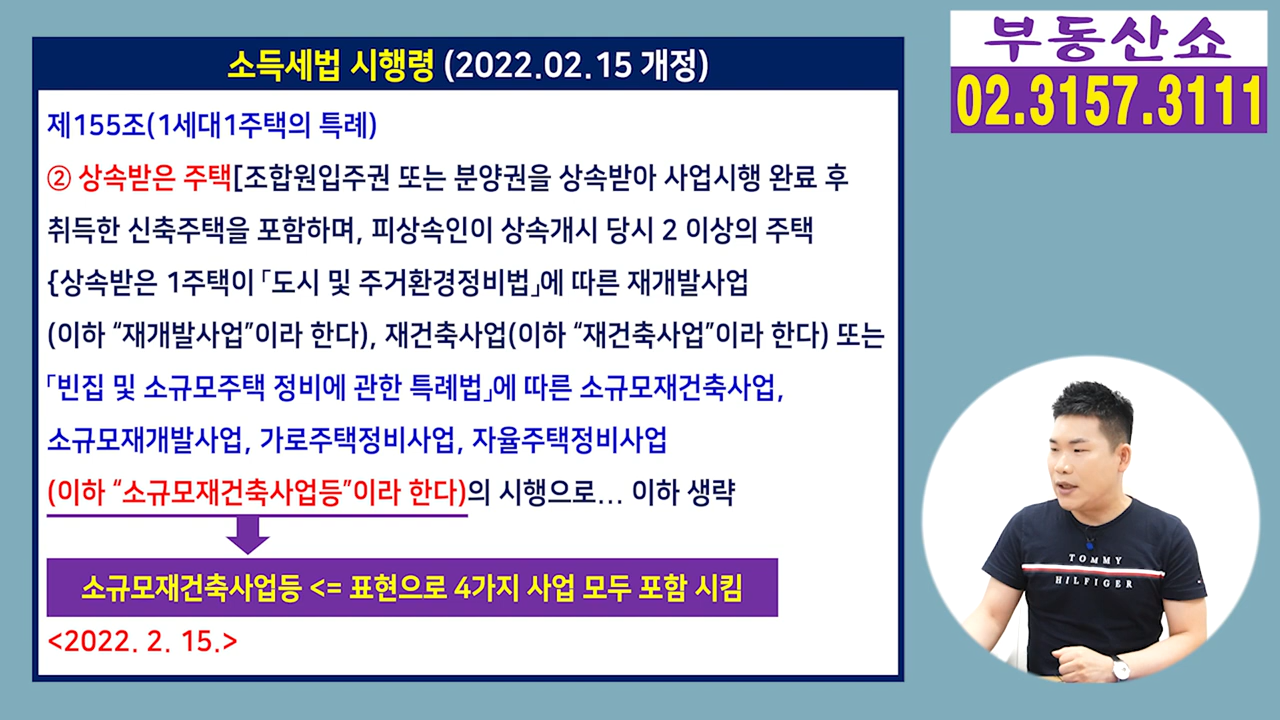 소득세법 시행령 (2022.02.15 개정)
부동산쇼
02.3157.3111
제155조(1세대1주택의 특례)
② 상속받은 주택[조합원입주권 또는 분양권을 상속받아 사업시행 완료 후
취득한 신축주택을 포함하며, 피상속인이 상속개시 당시 2 이상의 주택
{상속받은 1주택이 「도시 및 주거환경정비법」에 따른 재개발사업
(이하 “재개발사업”이라 한다), 재건축사업(이하 “재건축사업”이라 한다) 또는
「빈집 및 소규모주택 정비에 관한 특례법」에 따른 소규모재건축사업,
소규모재개발사업, 가로주택정비사업, 자율주택정비사업
(이하 “소규모재건축사업등”이라 한다)의 시행으로... 이하 생략
소규모재건축사업등 <= 표현으로 4가지 사업 모두 포함 시킴
<2022. 2. 15.>
TOMMY
HILFIGER